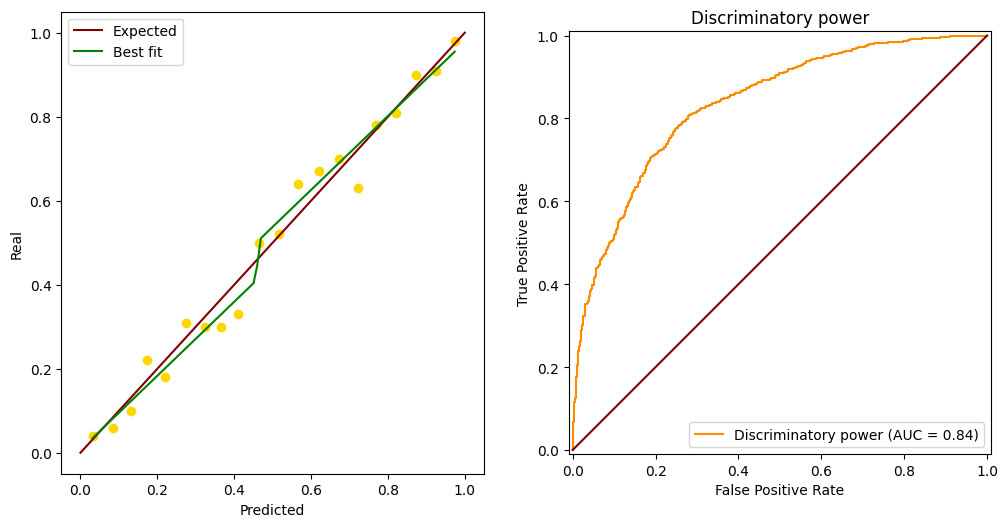 Expected
Best fit
1.0
0.8
0.6
0.4
0.2
0.0
Real
0.0 0.2 0.4 0.6 0.8 1.0
Predicted
Discriminatory power
1.0
0.8
0.6
0.4
0.2
0.0
True Positive Rate
Discriminatory power (AUC = 0.84)
0.0 0.2 0.4 0.6 0.8 1.0
False Positive Rate